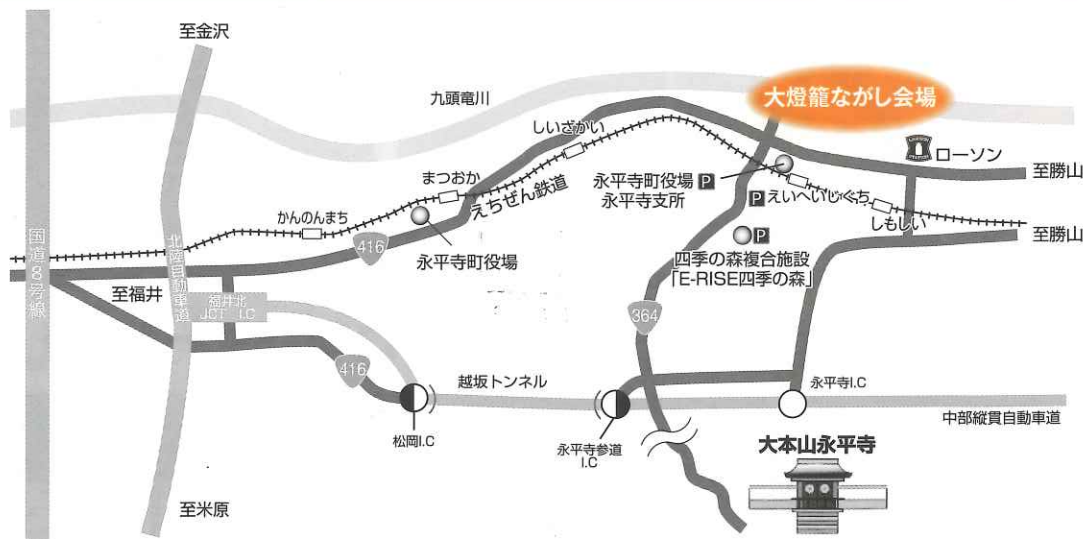 至金沢
九頭竜川
大燈籠ながし会場
しいざかい
ローソン
至勝山
まつおか
えちぜん鉄道
永平寺町役場 P
永平寺支所
P えいへいじぐち
かんのんまち
しもしい
416
永平寺町役場
至勝山
国道8号線
北陸自動車道
P
四季の森複合施設
「E-RISE四季の森」
至福井
福井北
JCT I.C
364
416
越坂トンネル
永平寺I.C
松岡I.C
永平寺参道
I.C
中部縦貫自動車道
大本山永平寺
至米原